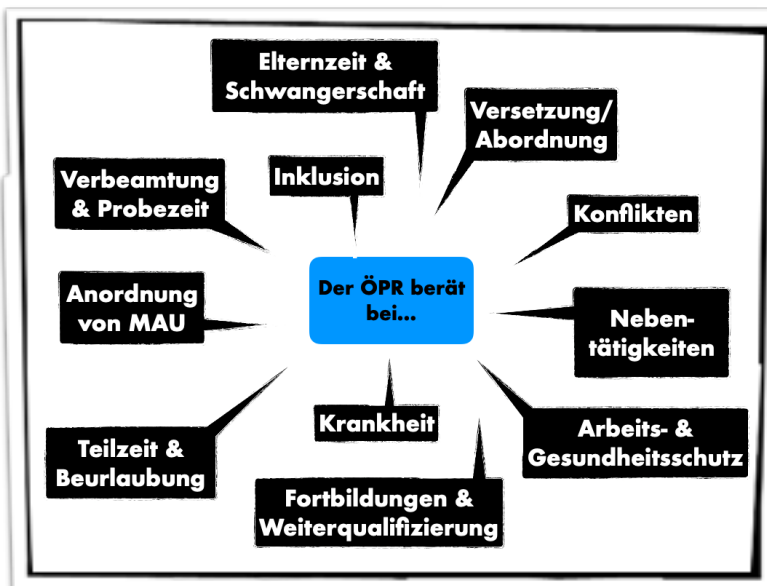 Elternzeit &
Schwangerschaft
Versetzung/
Abordnung
Inklusion
Verbeamtung
& Probezeit
Konflikten
Der ÖPR berät
bei...
Anordnung
von MAU
Neben-
tätigkeiten
Krankheit
Arbeits- &
Gesundheitsschutz
Teilzeit &
Beurlaubung
Fortbildungen &
Weiterqualifizierung